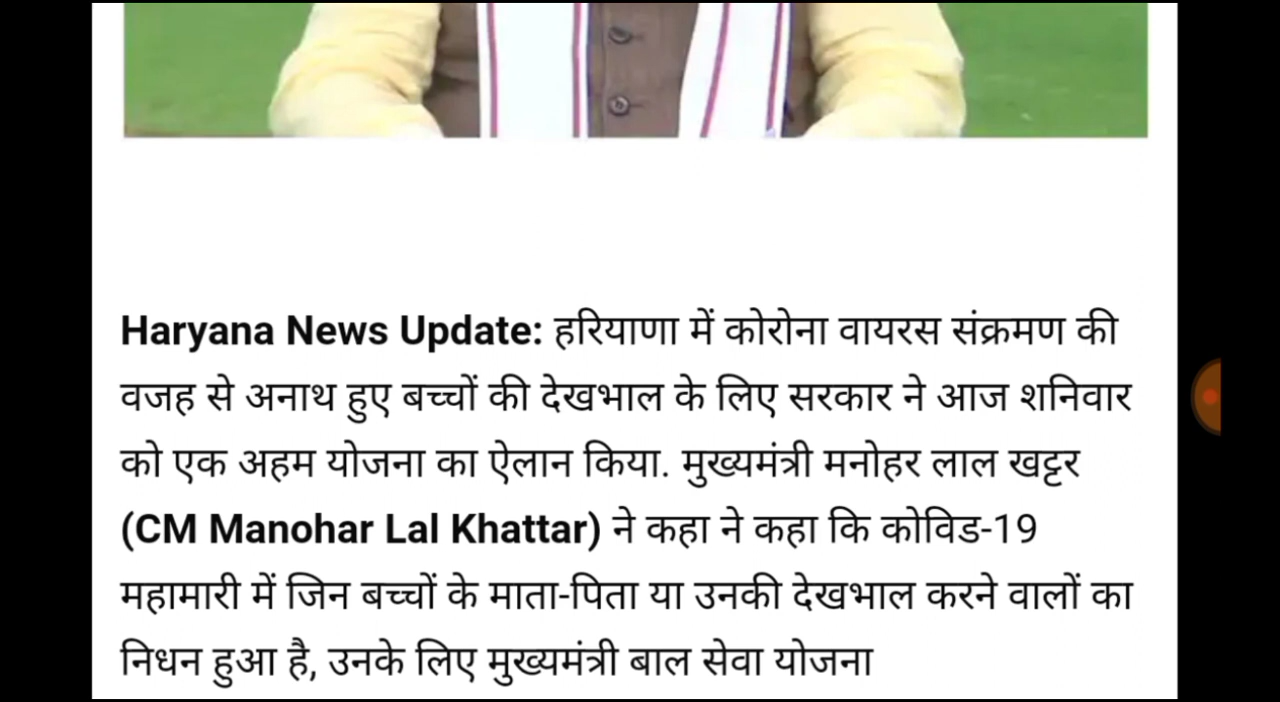 Haryana News Update: हरियाणा में कोरोना वायरस संक्रमण की
वजह से अनाथ हुए बच्चों की देखभाल के लिए सरकार ने आज शनिवार
को एक अहम योजना का ऐलान किया. मुख्यमंत्री मनोहर लाल खट्टर
(CM Manohar Lal Khattar) ने कहा ने कहा कि कोविड-19
महामारी में जिन बच्चों के माता-पिता या उनकी देखभाल करने वालों का
निधन हुआ है, उनके लिए मुख्यमंत्री बाल सेवा योजना